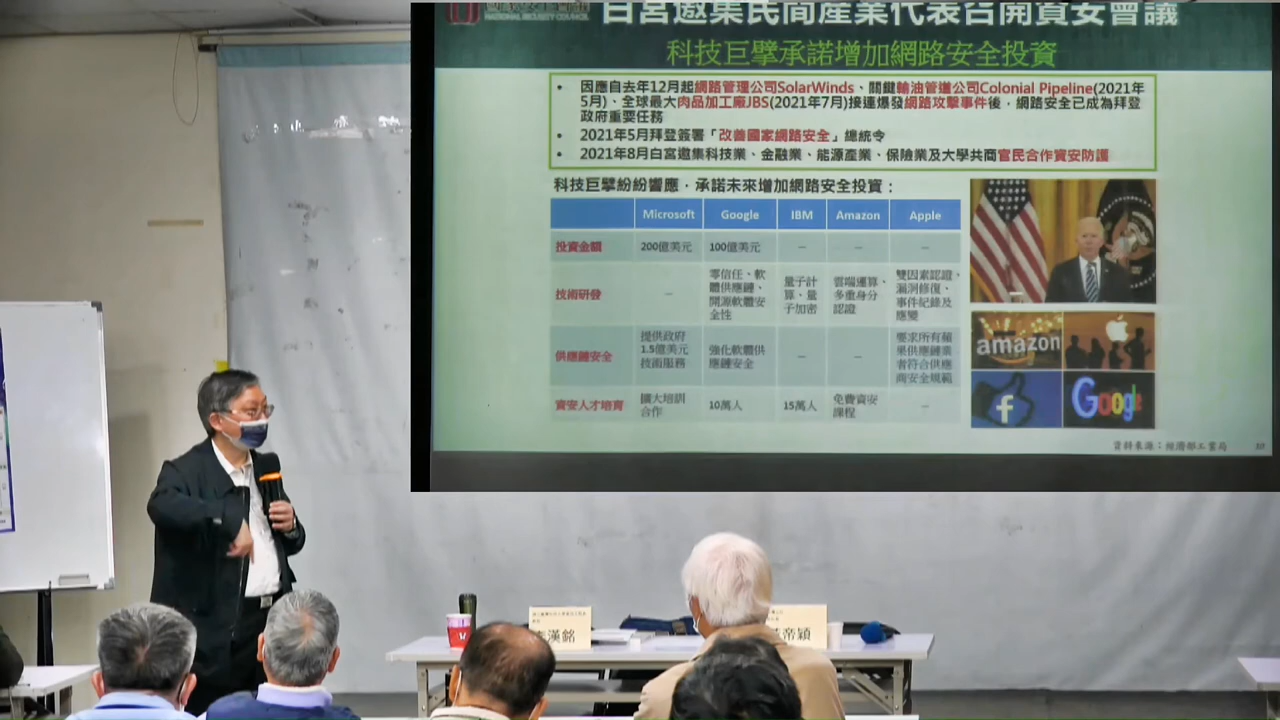 NATIONAL SECURITY COUNCIL
白宮邀集民間產業代表召開資安會議
科技巨擘承諾增加網路安全投資
• 因應自去年12月起網路管理公司SolarWinds、關鍵輸油管道公司Colonial Pipeline(2021年
5月)、全球最大肉品加工廠JBS(2021年7月)接連爆發網路攻擊事件後，網路安全已成為拜登
政府重要任務
• 2021年5月拜登簽署「改善國家網路安全」總統令
• 2021年8月白宮邀集科技業、金融業、能源產業、保險業及大學共商官民合作資安防護
科技巨擘紛紛響應，承諾未來增加網路安全投資：
Microsoft Google IBM Amazon Apple
投資金額 200億美元 100億美元 － － －
技術研發 － 零信任、軟體供應鏈、開源軟體安全性 量子計算、量子加密 雲端運算、多重身分認證 雙因素認證、漏洞修復、事件紀錄及應變
供應鏈安全 提供政府1.5億美元技術服務 強化軟體供應鏈安全 － －要求所有蘋果供應鏈業者符合供應商安全規範
資安人才培育 擴大培訓合作 10萬人 15萬人 免費資安課程 －
amazon
f
Google
資料來源：經濟部工業局
漢銘
帝穎